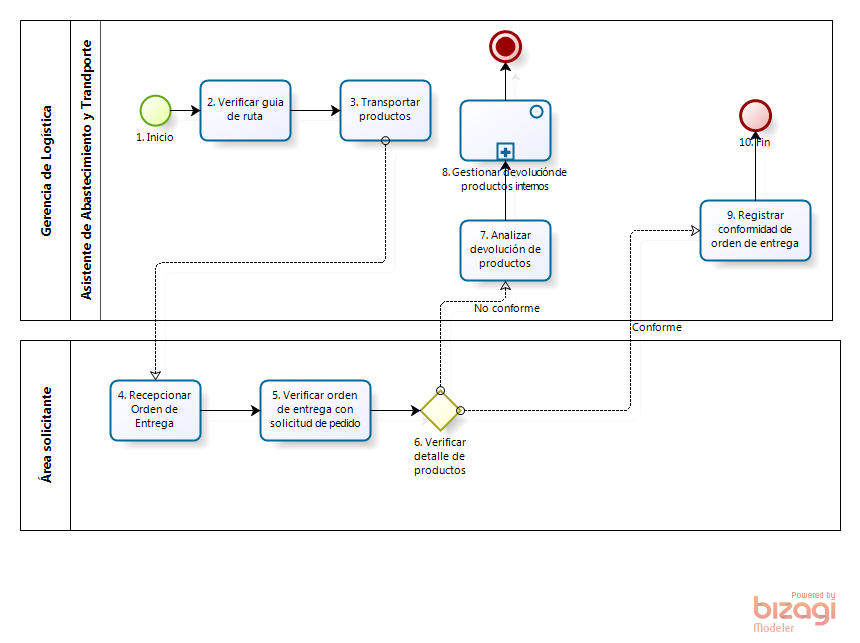 Gerencia de Logística
Asistente de Abastecimiento y Trandporte
1. Inicio
2. Verificar guia
de ruta
3. Transportar
productos
8. Gestionar devolución de
productos internos
7. Analizar
devolución de
productos
10. Fin
9. Registrar
conformidad de
orden de entrega
No conforme
Conforme
Área solicitante
4. Recepcionar
Orden de
Entrega
5. Verificar orden
de entrega con
solicitud de pedido
6. Verificar
detalle de
productos
Powered by
bizagi
Modeler